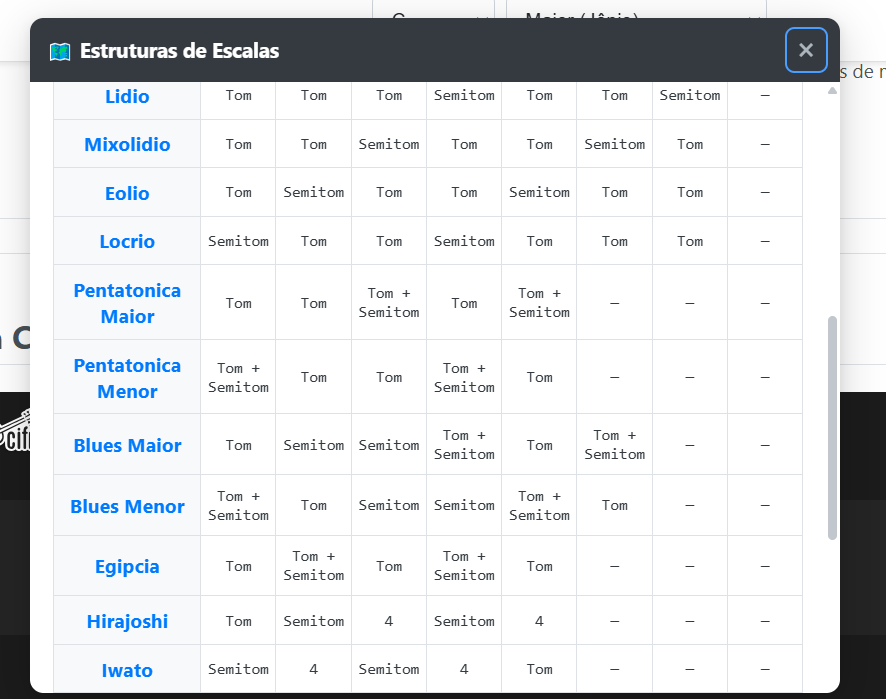 Estruturas de Escalas ×
s de r
Lidio Tom Tom Tom Semitom Tom Tom Semitom –
Mixolidio Tom Tom Semitom Tom Tom Semitom Tom –
Eolio Tom Semitom Tom Tom Semitom Tom Tom –
Locrio Semitom Tom Tom Semitom Tom Tom Tom –
Pentatonica Maior Tom Tom Tom + Semitom Tom Tom + Semitom – – –
Pentatonica Menor Tom + Semitom Tom Tom Tom + Semitom Tom – – –
Blues Maior Tom Semitom Semitom Tom + Semitom Tom Tom + Semitom – –
Blues Menor Tom + Semitom Tom Semitom Semitom Tom + Semitom Tom – –
Egipcia Tom Tom + Semitom Tom Tom + Semitom Tom – – –
Hirajoshi Tom Semitom 4 Semitom 4 – – –
Iwato Semitom 4 Semitom 4 Tom – – –
cif